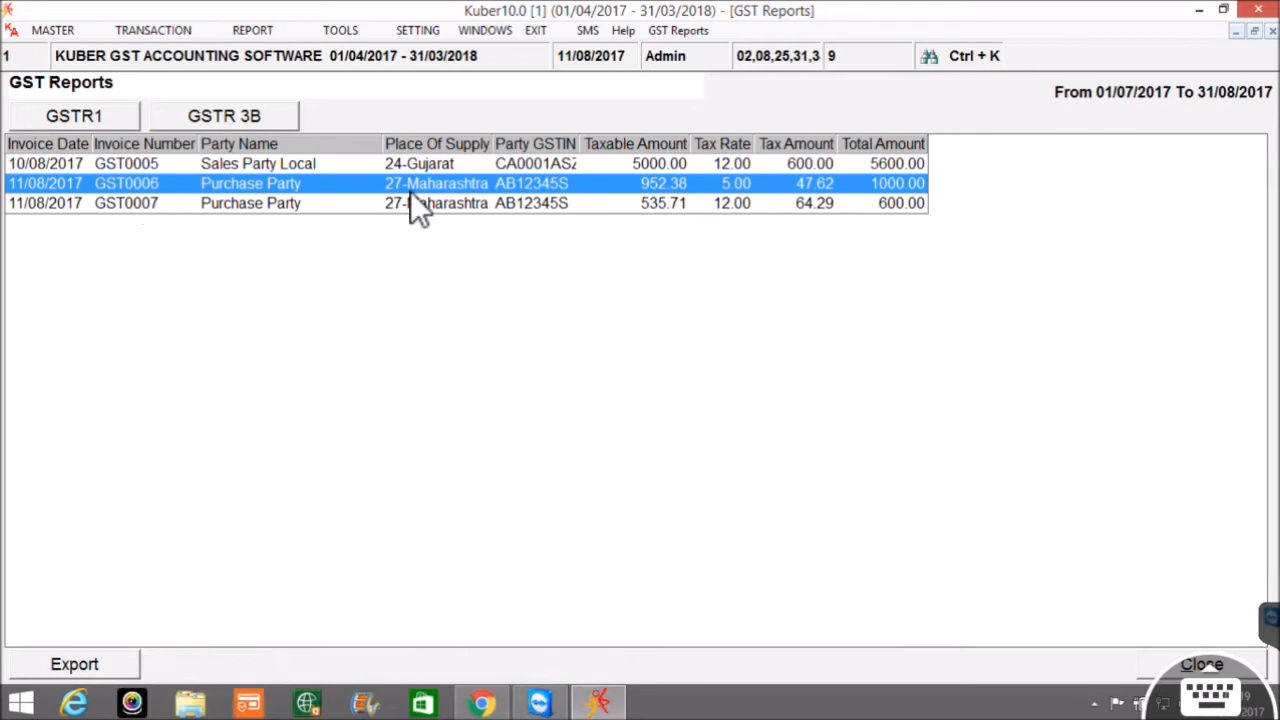 Kuber10.0 [1] (01/04/2017 - 31/03/2018) - [GST Reports]
MASTER TRANSACTION REPORT TOOLS SETTING WINDOWS EXIT SMS Help GST Reports
1 KUBER GST ACCOUNTING SOFTWARE 01/04/2017 - 31/03/2018 11/08/2017 Admin 02,08,25,31,3 9 Ctrl + K
GST Reports
From 01/07/2017 To 31/08/2017
GSTR1 GSTR 3B
Invoice Date Invoice Number Party Name Place Of Supply Party GSTIN Taxable Amount Tax Rate Tax Amount Total Amount
10/08/2017 GST0005 Sales Party Local 24-Gujarat CA0001AS 5000.00 12.00 600.00 5600.00
11/08/2017 GST0006 Purchase Party 27-Maharashtra AB12345S 952.38 5.00 47.62 1000.00
11/08/2017 GST0007 Purchase Party 27-Maharashtra AB12345S 535.71 12.00 64.29 600.00
Export Close